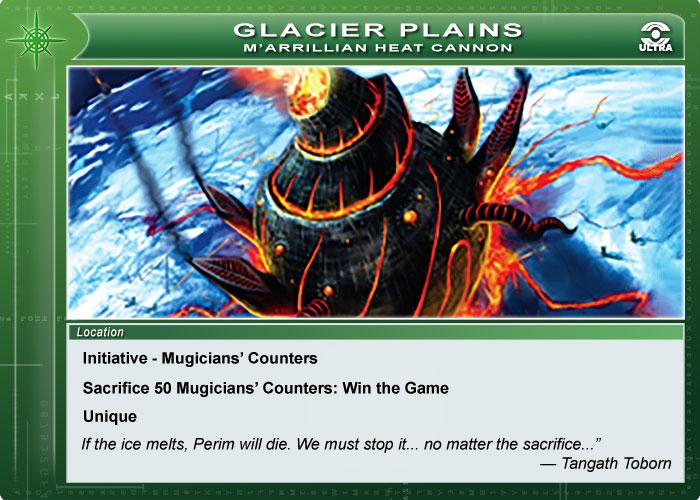 GLACIER PLAINS
M'ARRILLIAN HEAT CANNON
ULTRA
Location
Initiative - Mugicians’ Counters
Sacrifice 50 Mugicians’ Counters: Win the Game
Unique
If the ice melts, Perim will die. We must stop it... no matter the sacrifice...”
— Tangath Toborn